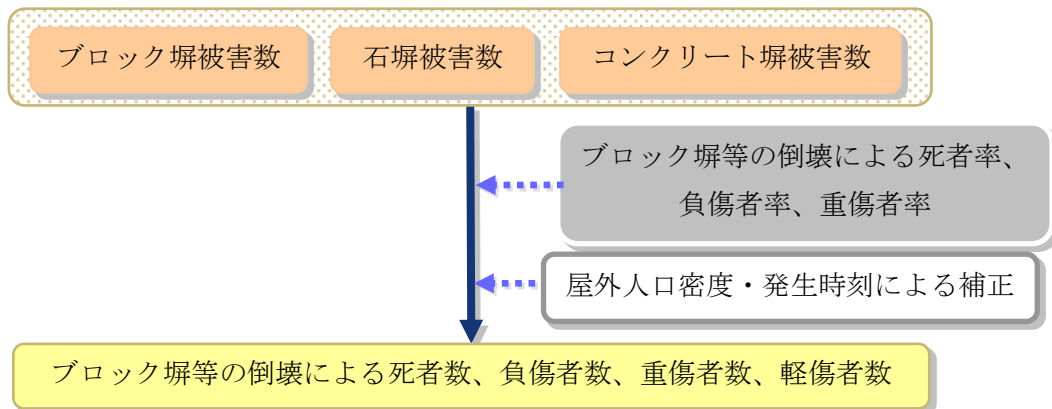 ブロック塀被害数
石塀被害数
コンクリート塀被害数
ブロック塀等の倒壊による死者率、
負傷者率、重傷者率
屋外人口密度・発生時刻による補正
ブロック塀等の倒壊による死者数、負傷者数、重傷者数、軽傷者数